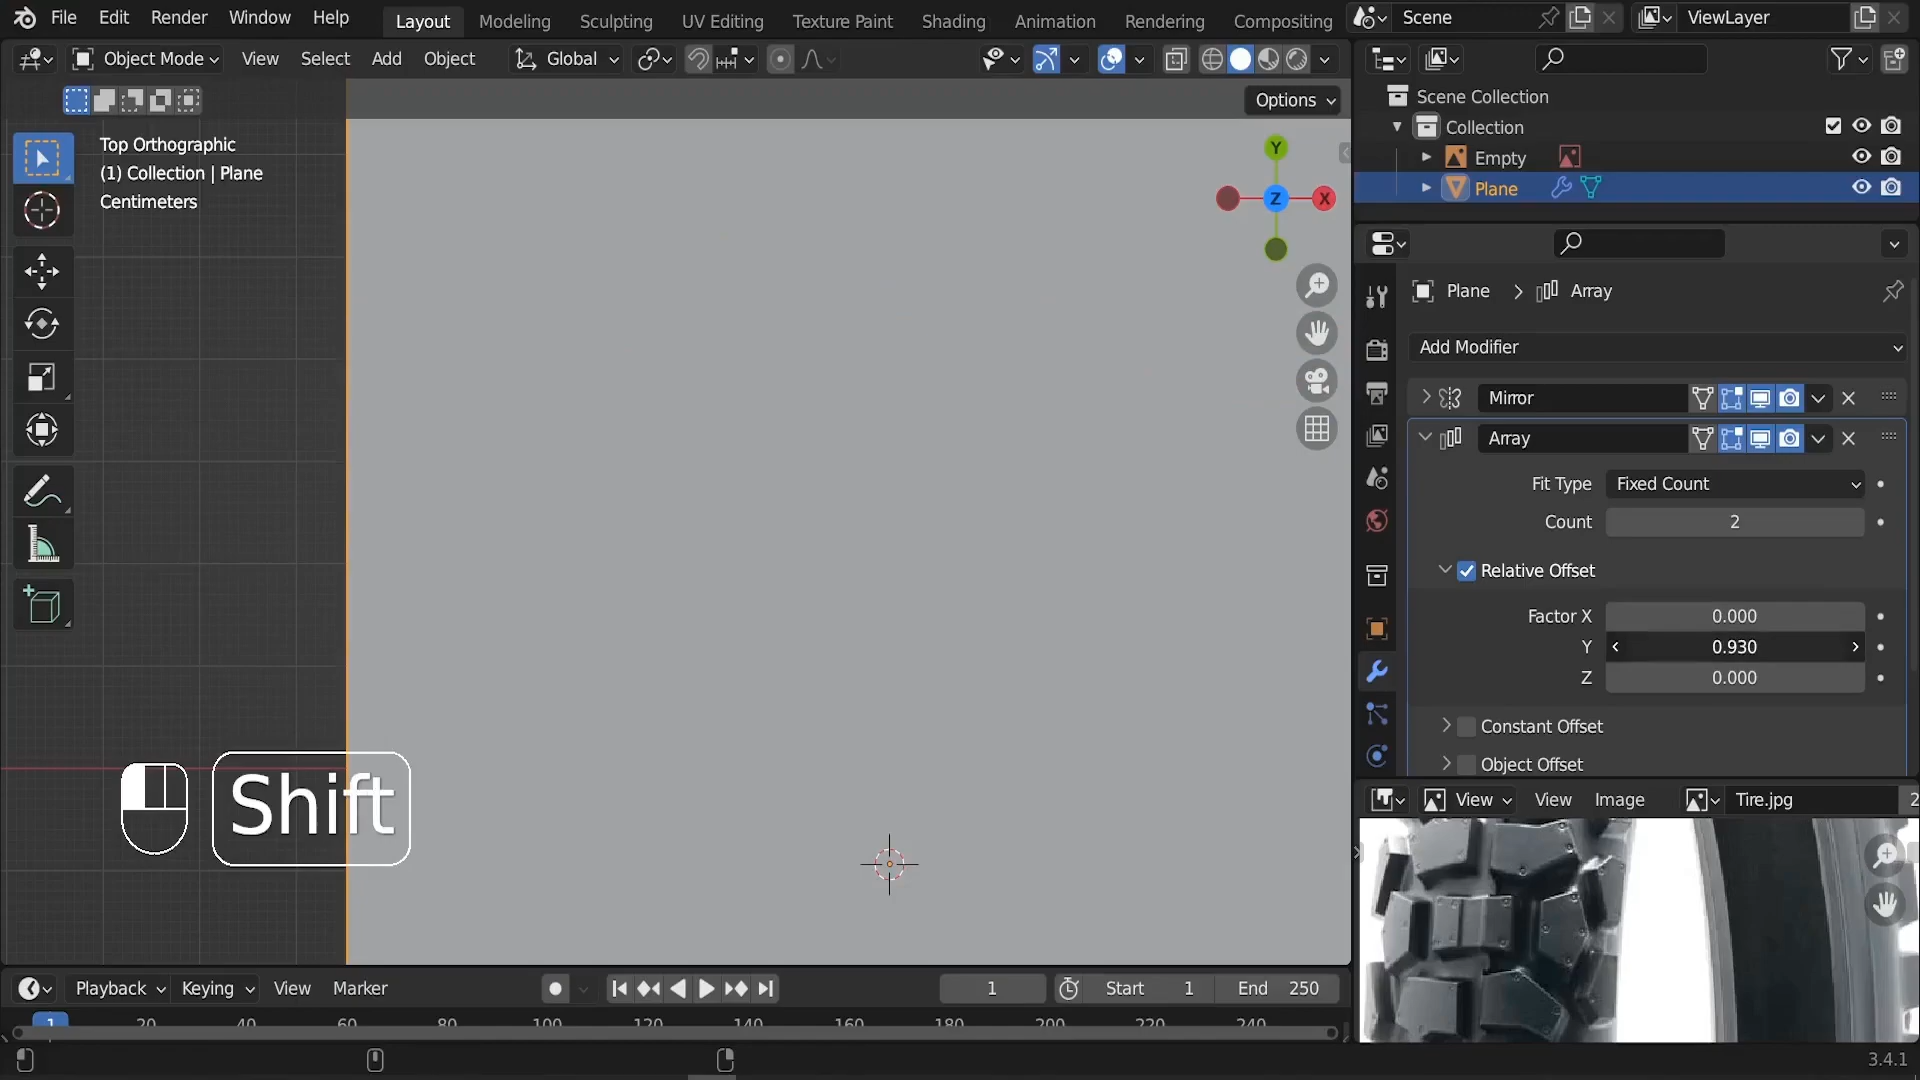 File Edit Render Window Help
Layout Modeling Sculpting UV Editing Texture Paint Shading Animation Rendering Compositing
Scene
ViewLayer
Object Mode View Select Add Object Global
Options
Top Orthographic
(1) Collection | Plane
Centimeters
Y
X
Z
Scene Collection
Collection
Empty
Plane
Plane > Array
Add Modifier
Mirror
Array
Fit Type Fixed Count
Count 2
Relative Offset
Factor X 0.000
Y 0.930
Z 0.000
Constant Offset
Object Offset
Shift
View View Image Tire.jpg 2
Playback Keying View Marker 1 Start 1 End 250
1 20 40 60 80 100 120 140 160 180 200 220 240
3.4.1